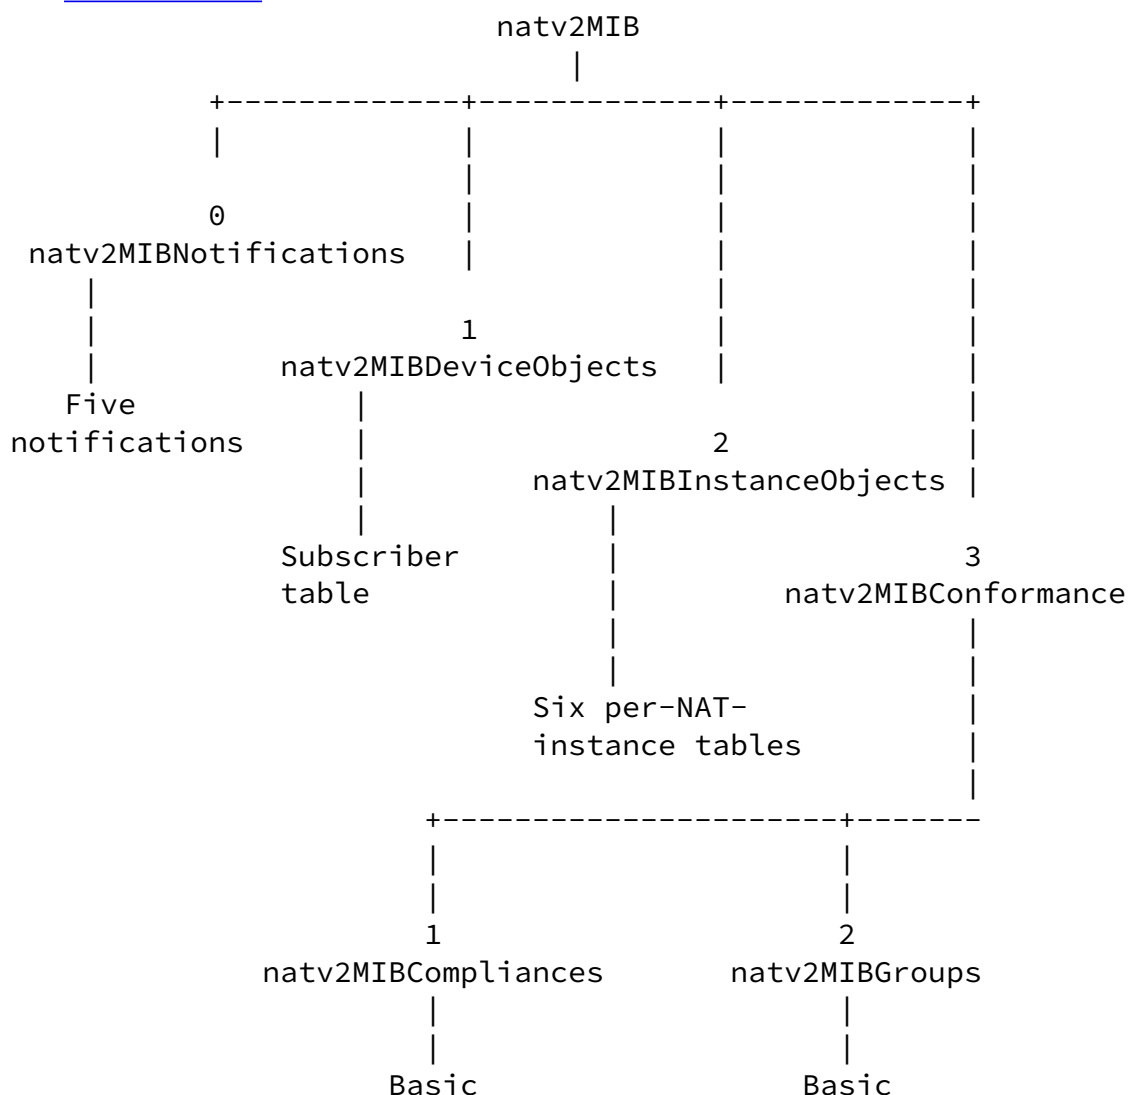 natv2MIB
|
+-------------+-------------+-------------+
| | | |
| | |
0 | | |
natv2MIBNotifications | | |
| | |
| 1 | |
| natv2MIBDeviceObjects | |
Five | |
notifications | 2 |
| natv2MIBInstanceObjects |
| |
Subscriber | 3
table | natv2MIBConformance
| |
| |
Six per-NAT- |
instance tables |
|
+----------------------+-------
| |
| |
1 2
natv2MIBCompliances natv2MIBGroups
| |
| |
Basic Basic